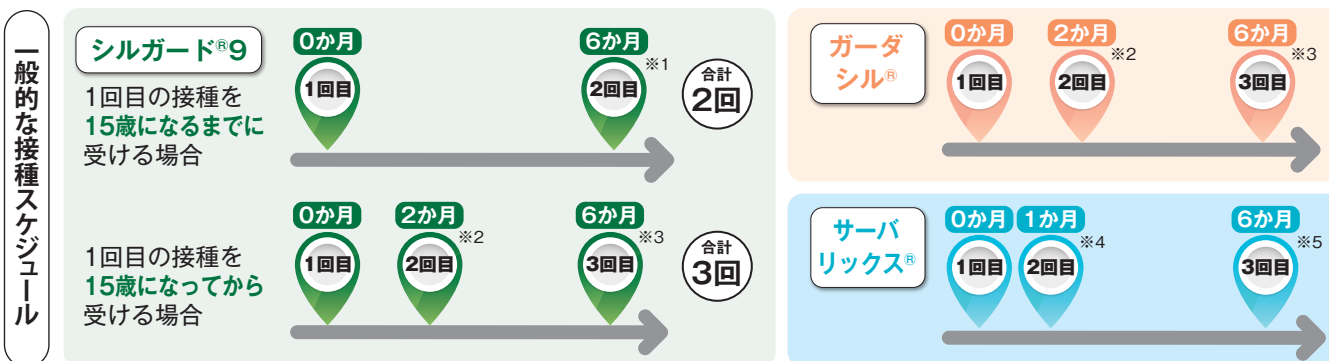 一般的な接種スケジュール
シルガード®9
1回目の接種を
15歳になるまでに
受ける場合
0か月
6か月
※1
1回目
2回目
合計
2回
1回目の接種を
15歳になってから
受ける場合
0か月
2か月
6か月
※2
※3
1回目
2回目
3回目
合計
3回
ガーダ
シル®
0か月
2か月
6か月
※2
※3
1回目
2回目
3回目
サーバ
リックス®
0か月
1か月
6か月
※4
※5
1回目
2回目
3回目